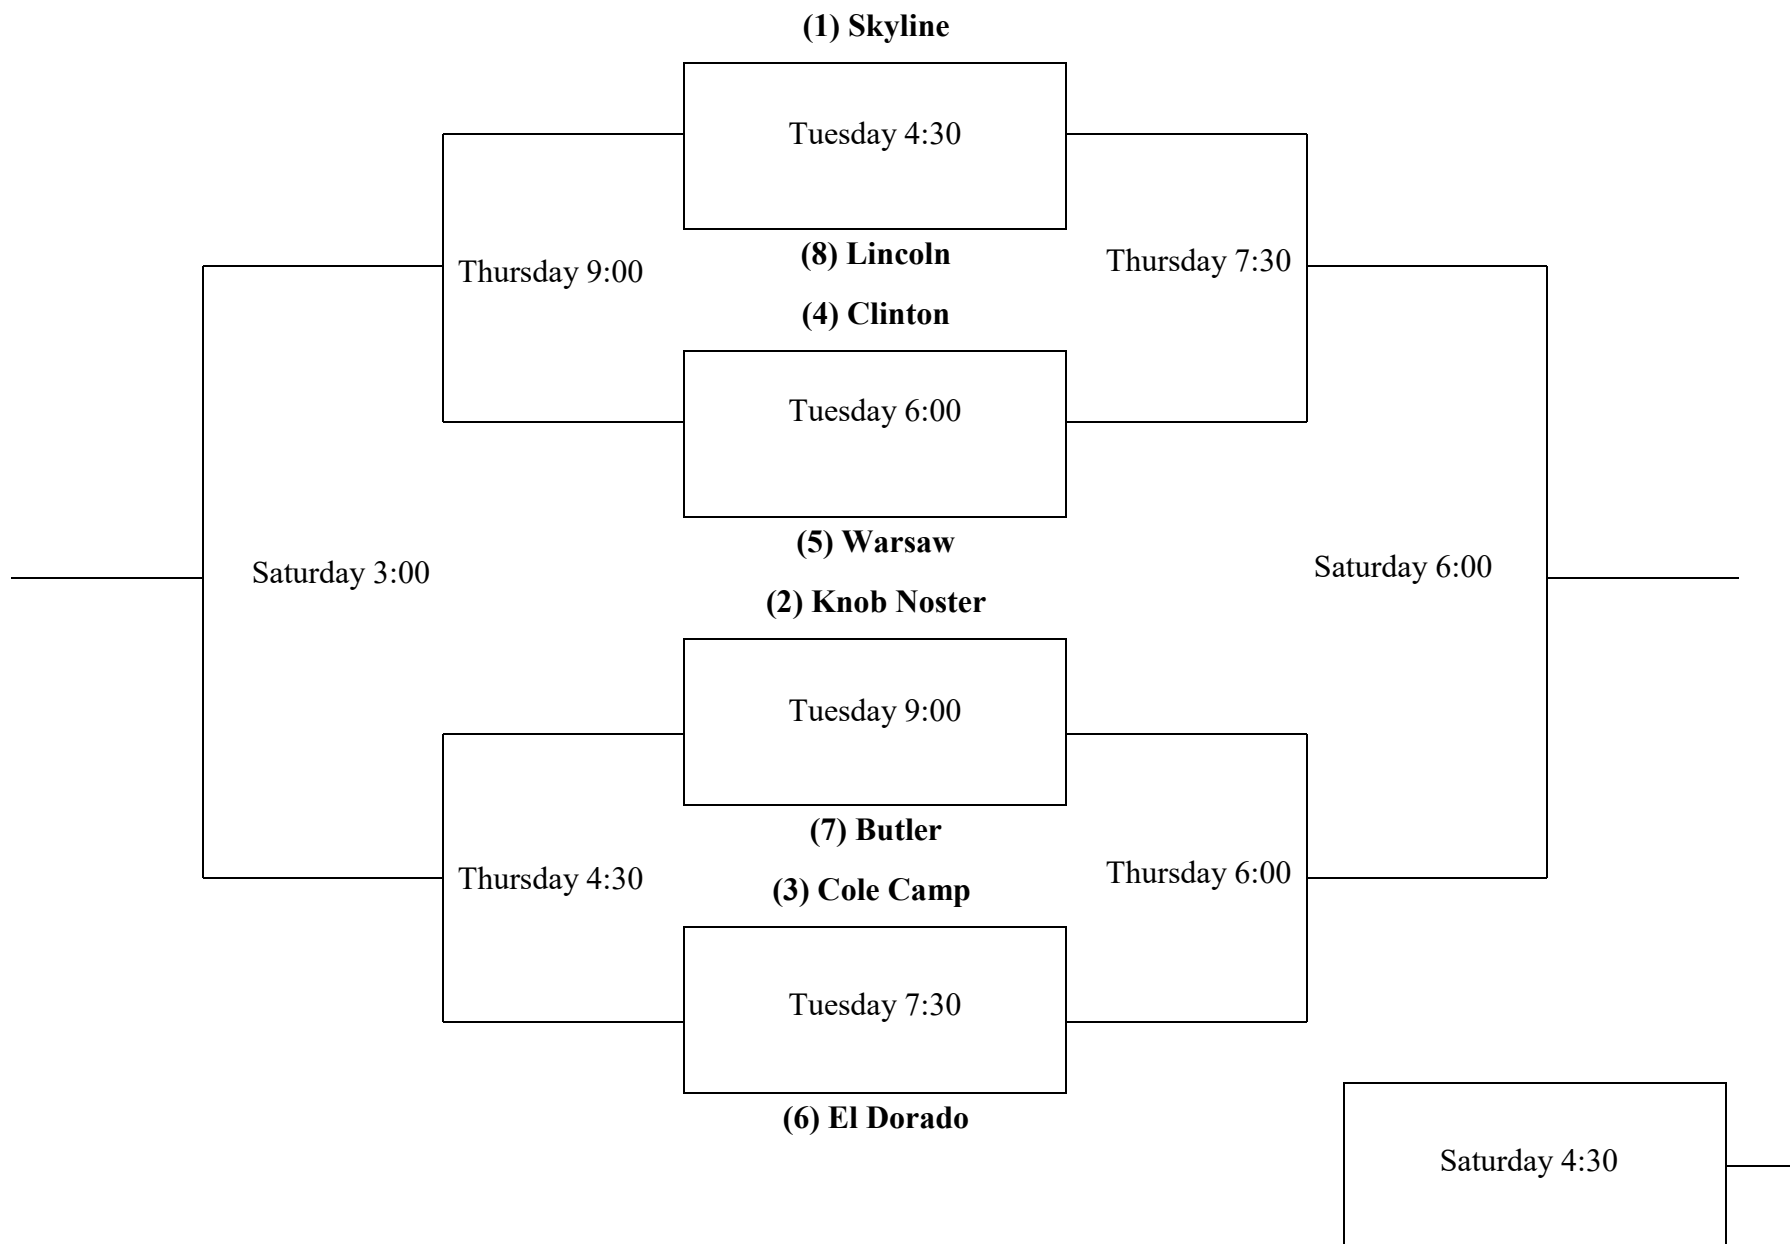 (1) Skyline
Tuesday 4:30
(8) Lincoln
Thursday 9:00
Thursday 7:30
(4) Clinton
Tuesday 6:00
(5) Warsaw
Saturday 3:00
Saturday 6:00
(2) Knob Noster
Tuesday 9:00
(7) Butler
Thursday 4:30
Thursday 6:00
(3) Cole Camp
Tuesday 7:30
(6) El Dorado
Saturday 4:30